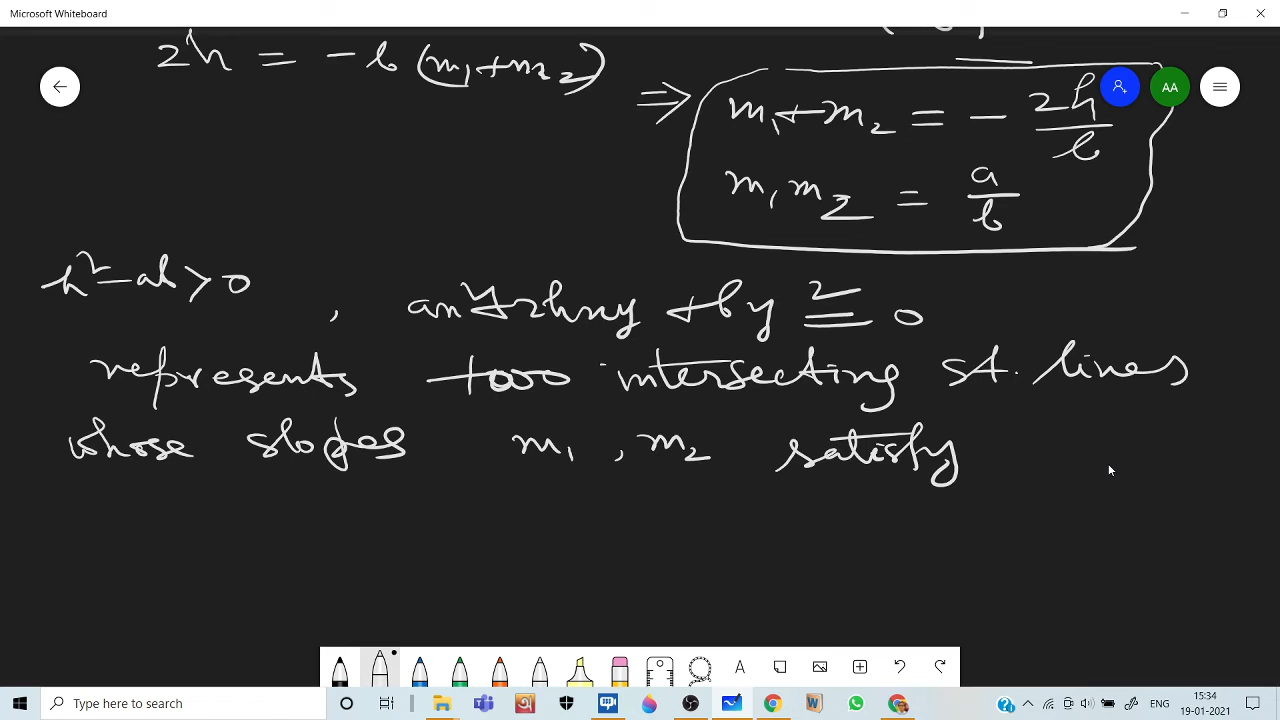 Microsoft Whiteboard
2h = - b (m₁+m₂)
⇒ m₁+m₂ = - 2h/b
AA
m₁m₂ = a/b
h²-ab>0
, ax²+2hxy+by²=0
represents two intersecting st. lines
whose slopes m₁, m₂ satisfy
A
Type here to search
ENG
15:34
19-01-2021